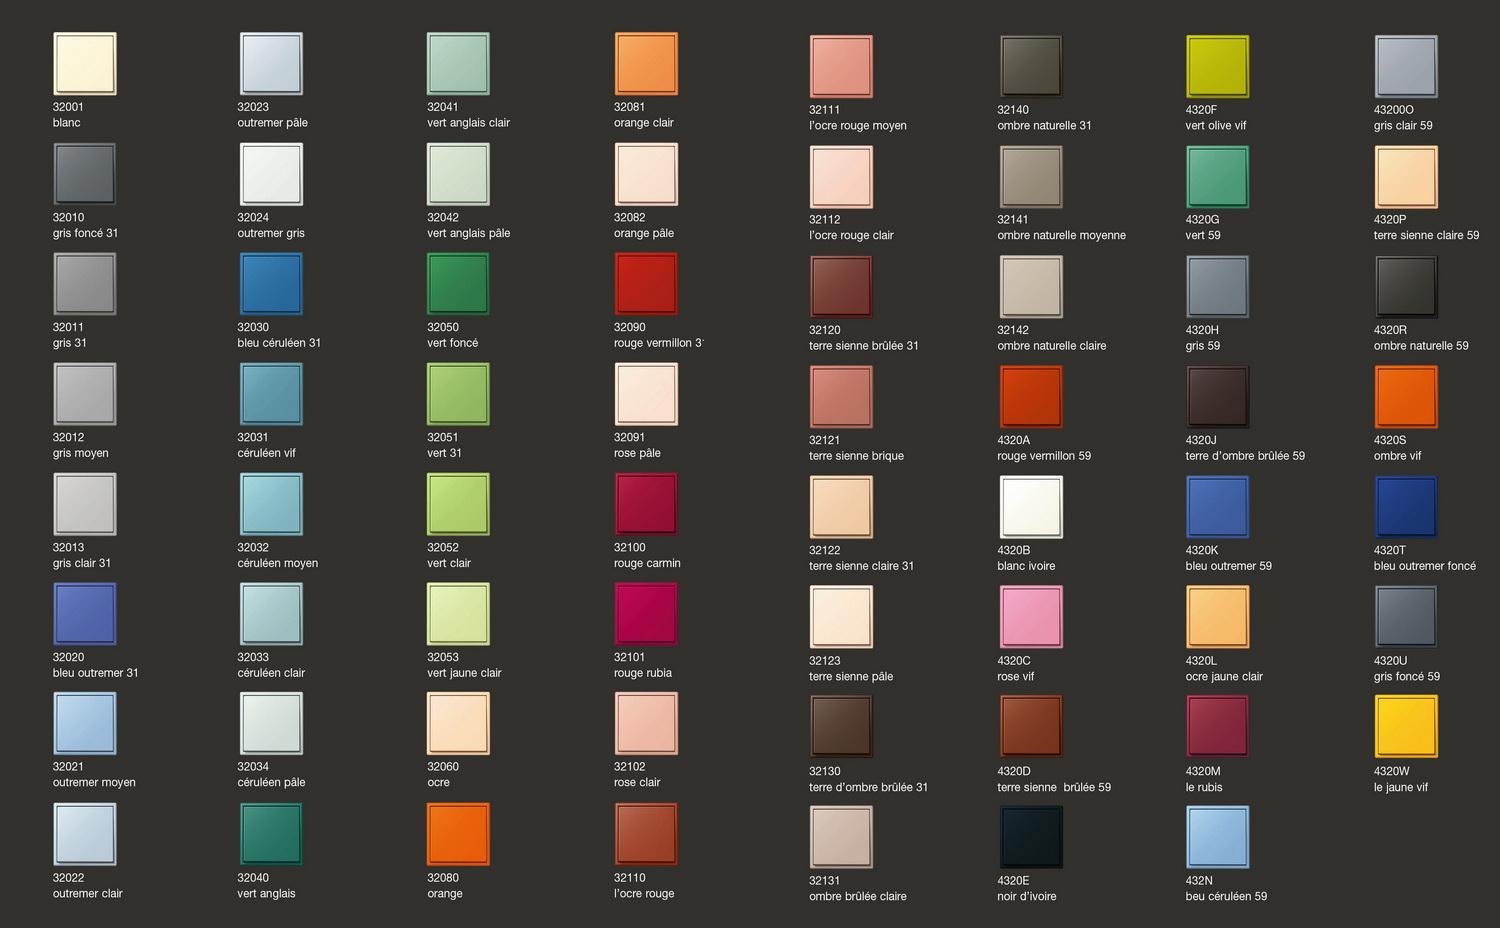 32001
blanc
32010
gris foncé 31
32011
gris 31
32012
gris moyen
32013
gris clair 31
32020
bleu outremer 31
32021
outremer moyen
32022
outremer clair
32023
outremer pâle
32024
outremer gris
32030
bleu céruléen 31
32031
céruléen vif
32032
céruléen moyen
32033
céruléen clair
32034
céruléen pâle
32040
vert anglais
32041
vert anglais clair
32042
vert anglais pâle
32050
vert foncé
32051
vert 31
32052
vert clair
32053
vert jaune clair
32060
ocre
32080
orange
32081
orange clair
32082
orange pâle
32090
rouge vermillon 31
32091
rose pâle
32100
rouge carmin
32101
rouge rubia
32102
rose clair
32110
l'ocre rouge
32111
l'ocre rouge moyen
32112
l'ocre rouge clair
32120
terre sienne brûlée 31
32121
terre sienne brique
32122
terre sienne claire 31
32123
terre sienne pâle
32130
terre d'ombre brûlée 31
32131
ombre brûlée claire
32140
ombre naturelle 31
32141
ombre naturelle moyenne
32142
ombre naturelle claire
4320A
rouge vermillon 59
4320B
blanc ivoire
4320C
rose vif
4320D
terre sienne  brûlée 59
4320E
noir d'ivoire
4320F
vert olive vif
4320G
vert 59
4320H
gris 59
4320J
terre d'ombre brûlée 59
4320K
bleu outremer 59
4320L
ocre jaune clair
4320M
le rubis
432N
beu céruléen 59
43200O
gris clair 59
4320P
terre sienne claire 59
4320R
ombre naturelle 59
4320S
ombre vif
4320T
bleu outremer foncé
4320U
gris foncé 59
4320W
le jaune vif